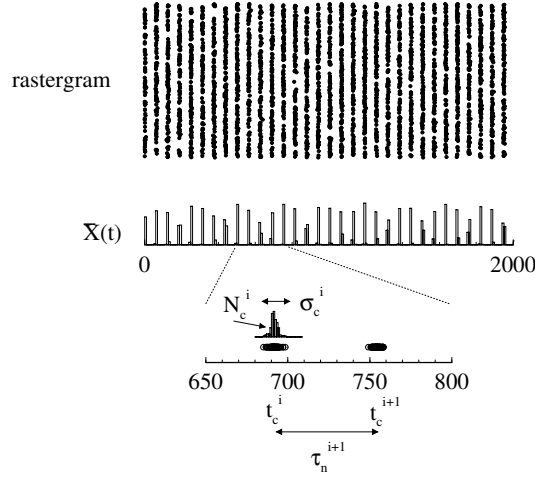 rastergram
X̄(t)
0 2000
N_c^i σ_c^i
650 700 750 800
t_c^i t_c^{i+1}
τ_n^{i+1}